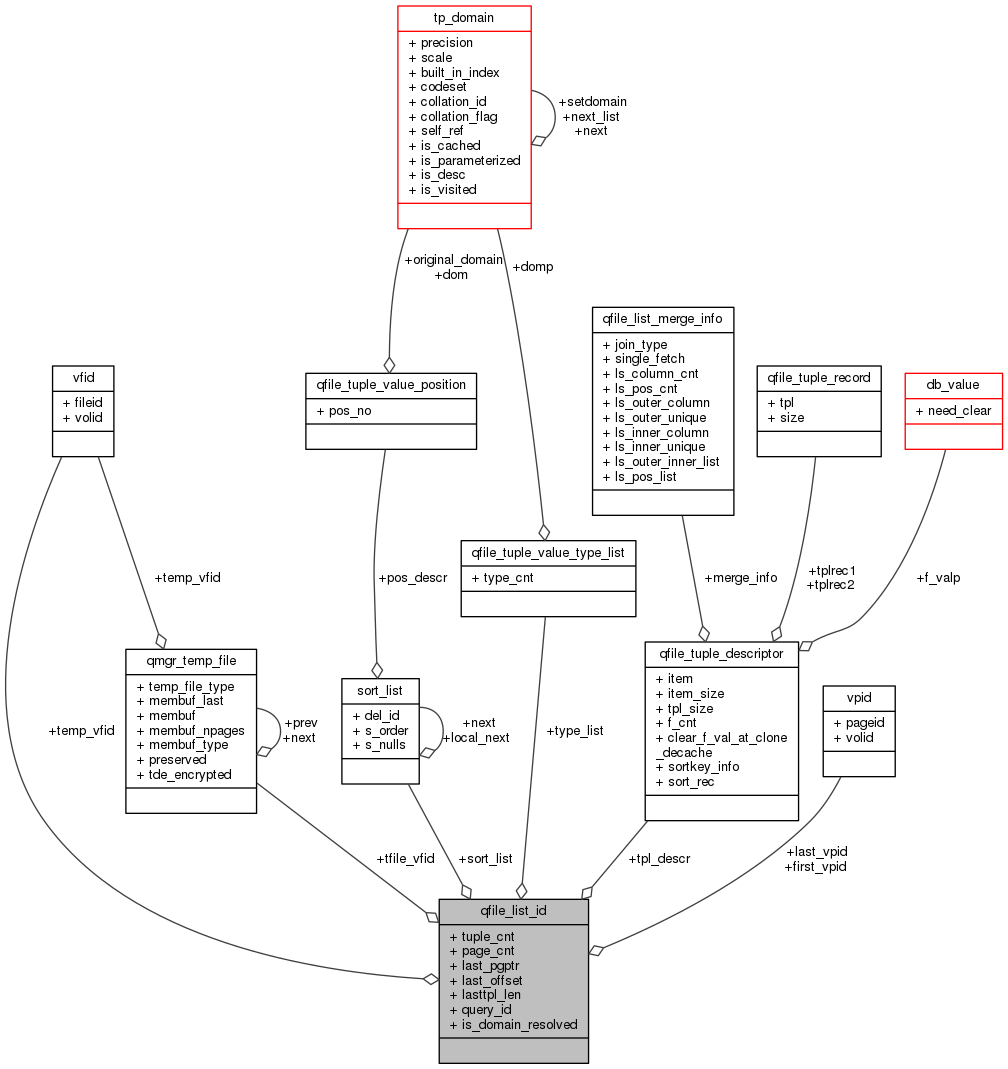 tp_domain
+ precision
+ scale
+ built_in_index
+ codeset
+ collation_id
+ collation_flag
+ self_ref
+ is_cached
+ is_parameterized
+ is_desc
+ is_visited
+setdomain
+next_list
+next
+original_domain
+dom
+domp
qfile_list_merge_info
+ join_type
+ single_fetch
+ ls_column_cnt
+ ls_pos_cnt
+ ls_outer_column
+ ls_outer_unique
+ ls_inner_column
+ ls_inner_unique
+ ls_outer_inner_list
+ ls_pos_list
vfid
+ fileid
+ volid
qfile_tuple_value_position
+ pos_no
qfile_tuple_record
+ tpl
+ size
db_value
+ need_clear
qfile_tuple_value_type_list
+ type_cnt
+temp_vfid
+pos_descr
+merge_info
+tplrec1
+tplrec2
+f_valp
qmgr_temp_file
+ temp_file_type
+ membuf_last
+ membuf
+ membuf_npages
+ membuf_type
+ preserved
+ tde_encrypted
+prev
+next
sort_list
+ del_id
+ s_order
+ s_nulls
+next
+local_next
qfile_tuple_descriptor
+ item
+ item_size
+ tpl_size
+ f_cnt
+ clear_f_val_at_clone
_decache
+ sortkey_info
+ sort_rec
vpid
+ pageid
+ volid
+temp_vfid
+type_list
+tfile_vfid
+sort_list
+tpl_descr
+last_vpid
+first_vpid
qfile_list_id
+ tuple_cnt
+ page_cnt
+ last_pgptr
+ last_offset
+ lasttpl_len
+ query_id
+ is_domain_resolved